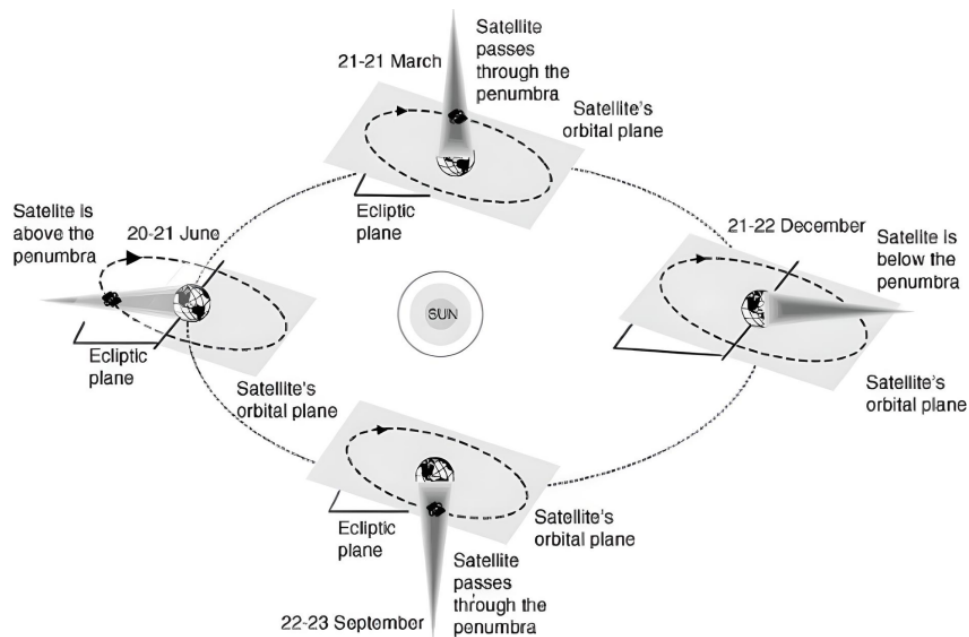 Satellite
passes
through the
penumbra
21-21 March
Satellite's
orbital plane
Ecliptic
plane
Satelite is
above the
penumbra
20-21 June
21-22 December
Satellite is
below the
penumbra
SUN
Ecliptic
plane
Satellite's
orbital plane
Satellite's
orbital plane
Ecliptic
plane
Satellite's
orbital plane
Satellite
passes
through the
penumbra
22-23 September